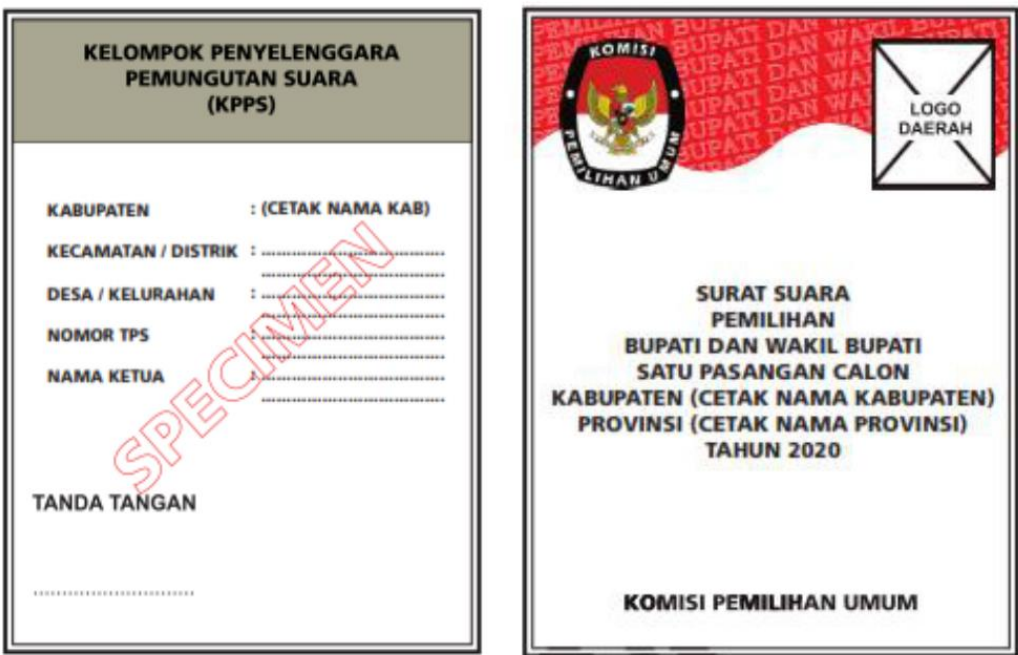 KELOMPOK PENYELENGGARA
PEMUNGUTAN SUARA
(KPPS)
KABUPATEN : (CETAK NAMA KAB)
KECAMATAN / DISTRIK : ................................
................................
DESA / KELURAHAN : ................................
................................
NOMOR TPS : ................................
................................
NAMA KETUA : ................................
................................
SPECIMEN
TANDA TANGAN
............................
KOMISI
PEMILIHAN UMUM
LOGO
DAERAH
SURAT SUARA
PEMILIHAN
BUPATI DAN WAKIL BUPATI
SATU PASANGAN CALON
KABUPATEN (CETAK NAMA KABUPATEN)
PROVINSI (CETAK NAMA PROVINSI)
TAHUN 2020
KOMISI PEMILIHAN UMUM